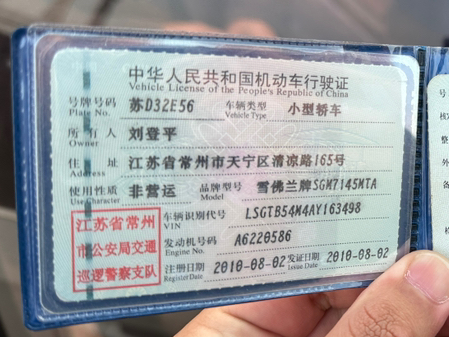 中华人民共和国机动车行驶证
Vehicle License of the People's Republic of China
号牌号码 苏D32E56 车辆类型 小型轿车
Plate No. Vehicle Type
所有人 刘登平
Owner
住址 江苏省常州市天宁区清凉路165号
Address
使用性质 非营运 品牌型号 雪佛兰牌SGM7145MTA
Use Character Model
江苏省常州
市公安局交通
巡逻警察支队
车辆识别代号 LSGTB54M4AY163498
VIN
发动机号码 A6220586
Engine No.
注册日期 2010-08-02 发证日期 2010-08-02
Register Date Issue Date
号
核
整
外
备